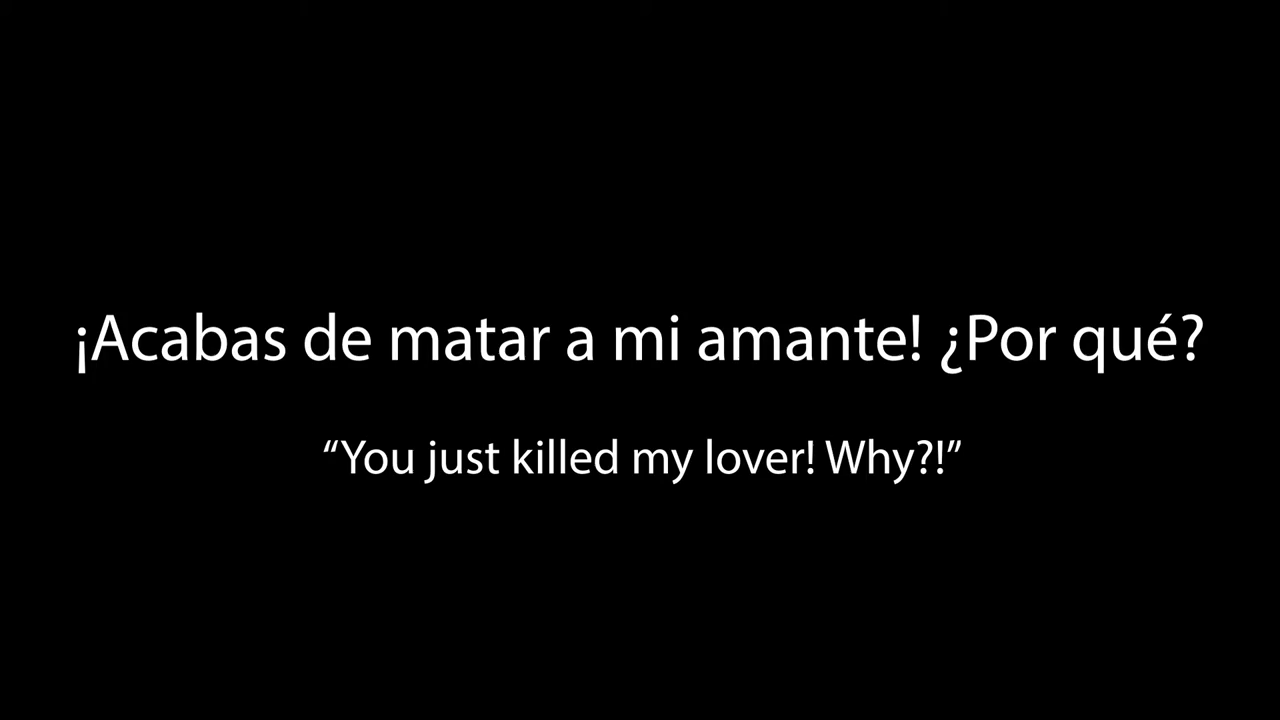 ¡Acabas de matar a mi amante! ¿Por qué?
“You just killed my lover! Why?!”